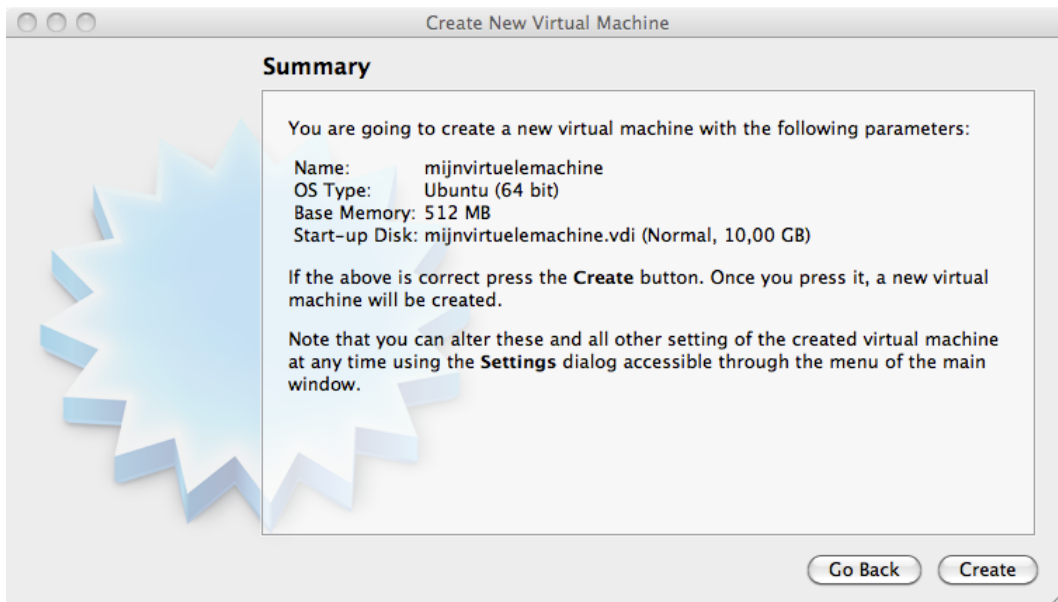 Create New Virtual Machine
Summary
You are going to create a new virtual machine with the following parameters:
Name: mijnvirtuelemachine
OS Type: Ubuntu (64 bit)
Base Memory: 512 MB
Start-up Disk: mijnvirtuelemachine.vdi (Normal, 10,00 GB)
If the above is correct press the Create button. Once you press it, a new virtual
machine will be created.
Note that you can alter these and all other setting of the created virtual machine
at any time using the Settings dialog accessible through the menu of the main
window.
Go Back
Create